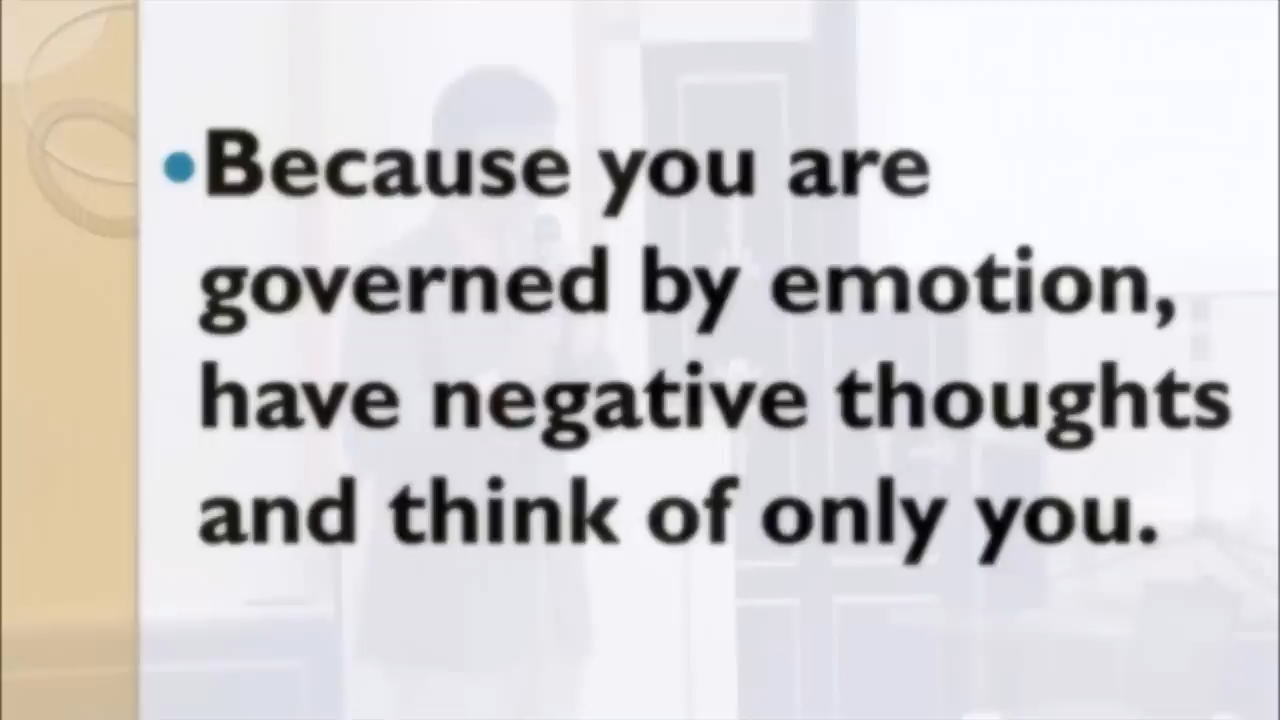 •Because you are
governed by emotion,
have negative thoughts
and think of only you.